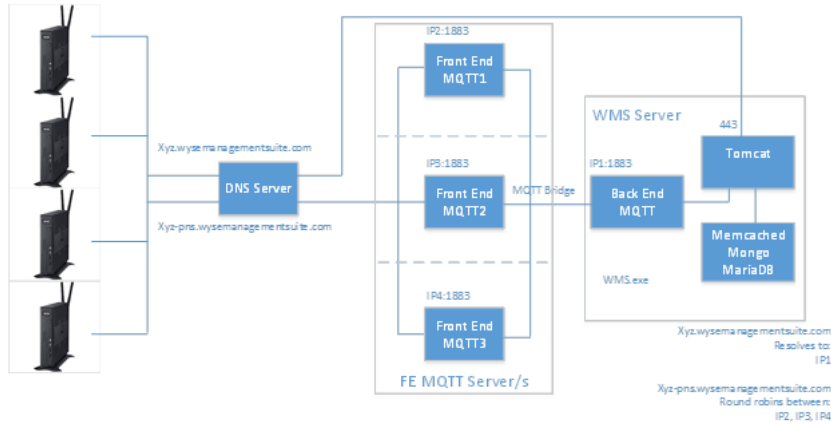 IP2:1883
Front End
MQTT1
WMS Server
443
Xyz.wysemanagementsuite.com
IP3:1883
IP1:1883
Tomcat
DNS Server
Front End
MQTT2
MQTT Bridge
Back End
MQTT
Xyz-pns.wysemanagementsuite.com
Memcached
Mongo
MariaDB
WMS.exe
IP4:1883
Front End
MQTT3
FE MQTT Server/s
Xyz.wysemanagementsuite.com
Resolves to:
IP1
Xyz-pns.wysemanagementsuite.com
Round robins between:
IP2, IP3, IP4